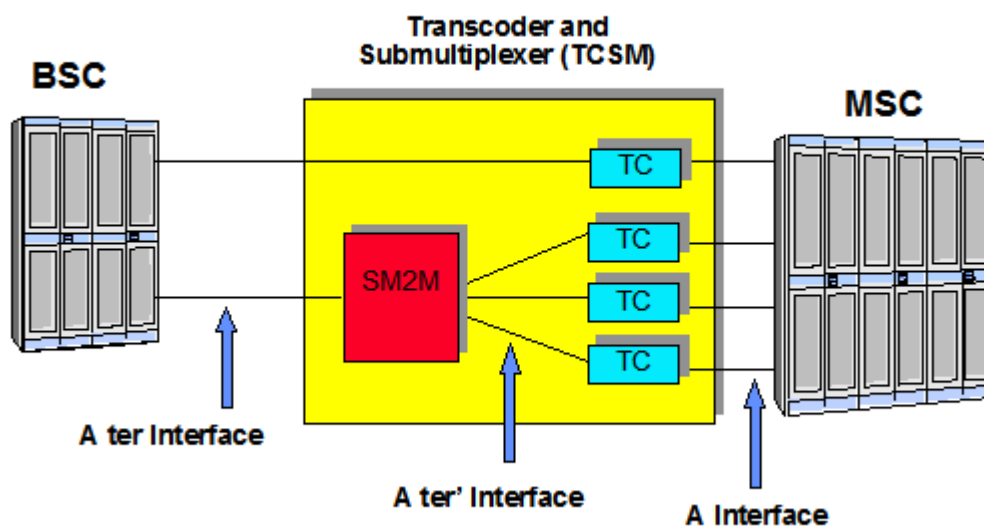 Transcoder and
Submultiplexer (TCSM)
BSC
MSC
TC
TC
SM2M
TC
TC
A ter Interface
A ter’ Interface
A Interface